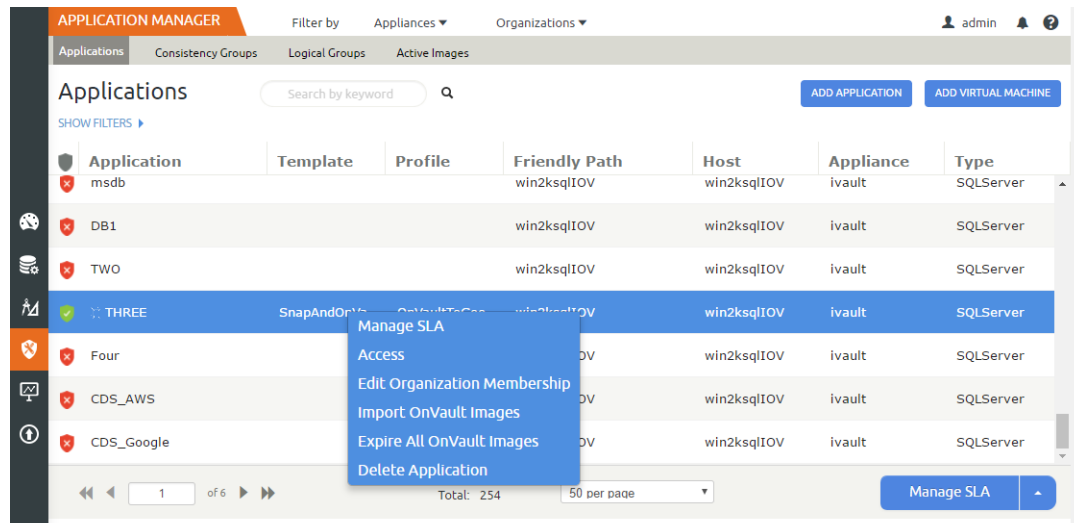 APPLICATION MANAGER Filter by Appliances Organizations admin
Applications Consistency Groups Logical Groups Active Images
Applications Search by keyword ADD APPLICATION ADD VIRTUAL MACHINE
SHOW FILTERS
Application Template Profile Friendly Path Host Appliance Type
msdb win2ksqlIOV win2ksqlIOV ivault SQLServer
DB1 win2ksqlIOV win2ksqlIOV ivault SQLServer
TWO win2ksqlIOV win2ksqlIOV ivault SQLServer
THREE win2ksqlIOV win2ksqlIOV ivault SQLServer
Manage SLA
Access
Edit Organization Membership
Import OnVault Images
Expire All OnVault Images
Delete Application
Four OV win2ksqlIOV ivault SQLServer
CDS_AWS OV win2ksqlIOV ivault SQLServer
CDS_Google OV win2ksqlIOV ivault SQLServer
1 of 6 Total: 254 50 per page Manage SLA